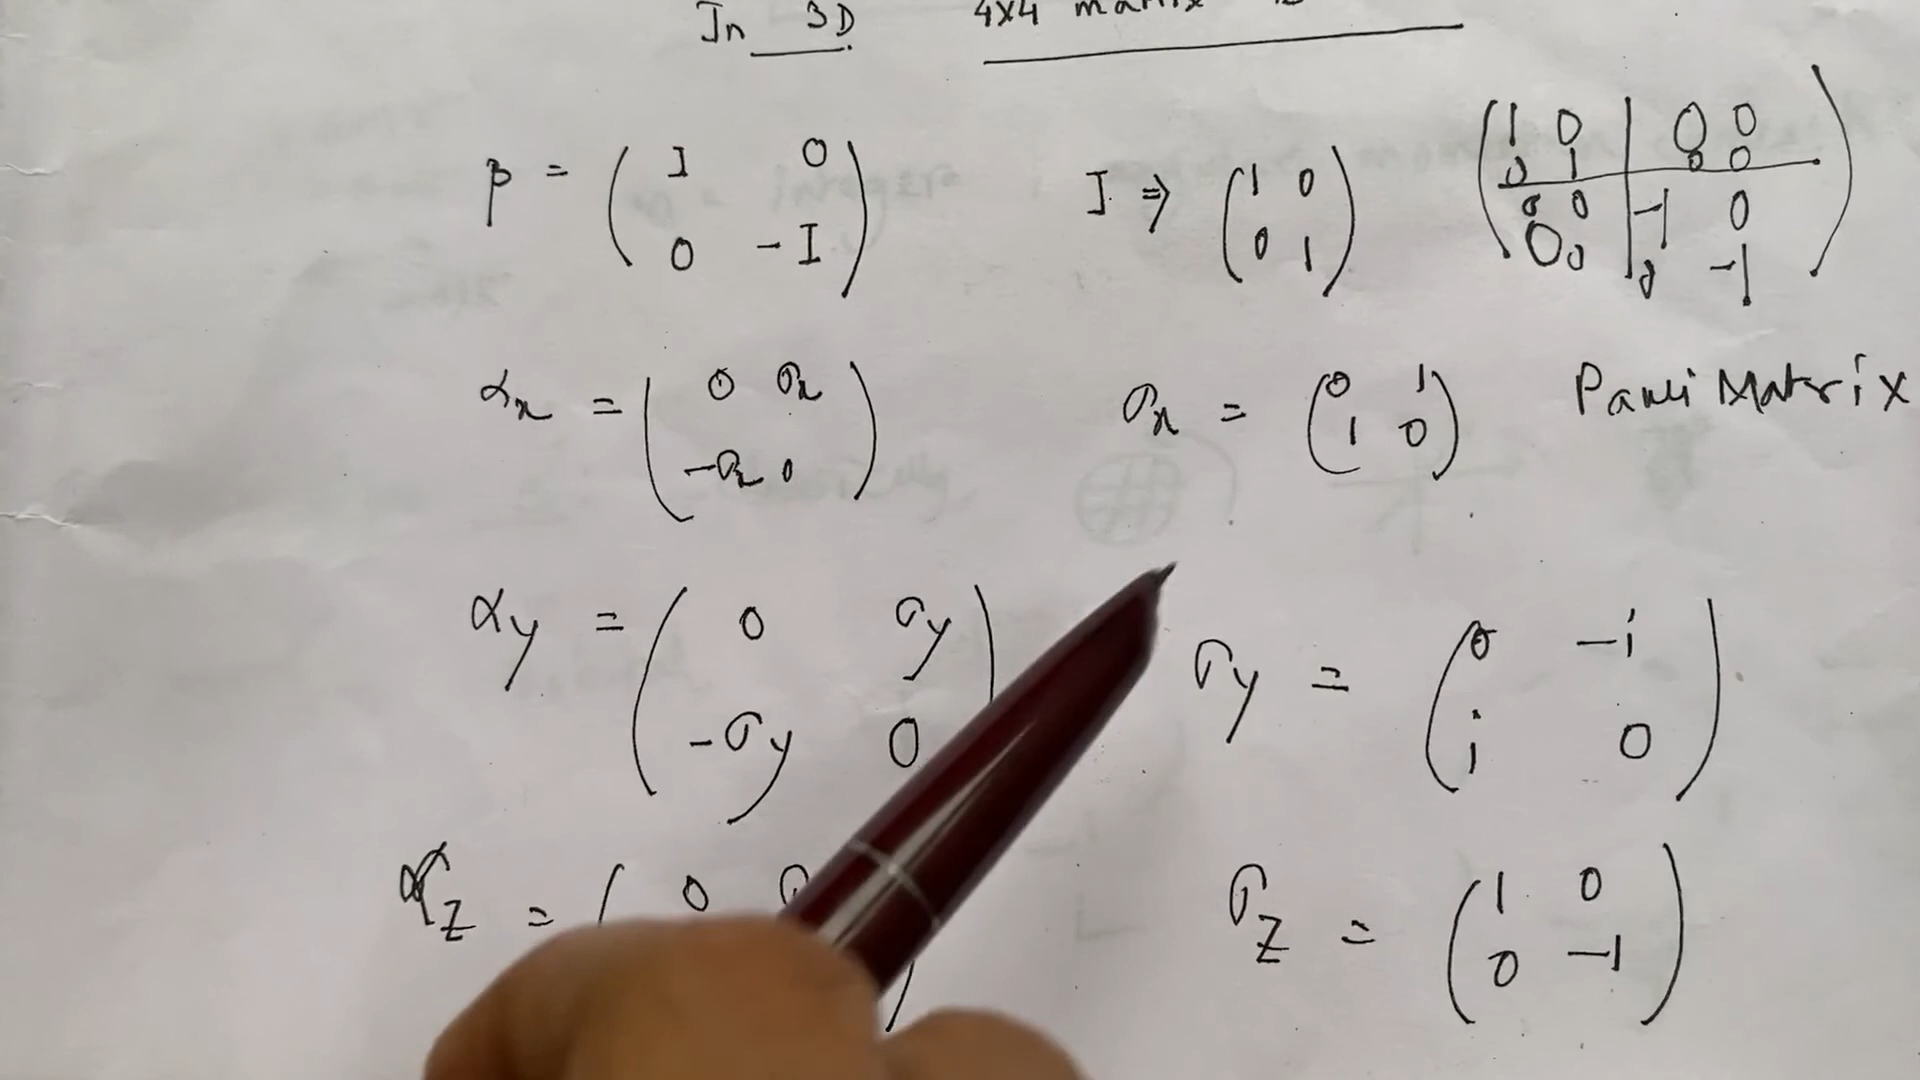 In 3D 4x4 matrix
β = ( I 0 I ⇒ ( 1 0 ( 1 0 | 0 0
0 1 | 0 0
0 -I ) 0 1 ) 0 0 | -1 0
0 0 | 0 -1 )
αx = ( 0 σx σx = ( 0 1 Pauli Matrix
-σx 0 ) 1 0 )
αy = ( 0 σy σy = ( 0 -i
-σy 0 i 0 )
αz = ( 0 σz = ( 1 0
) 0 -1 )